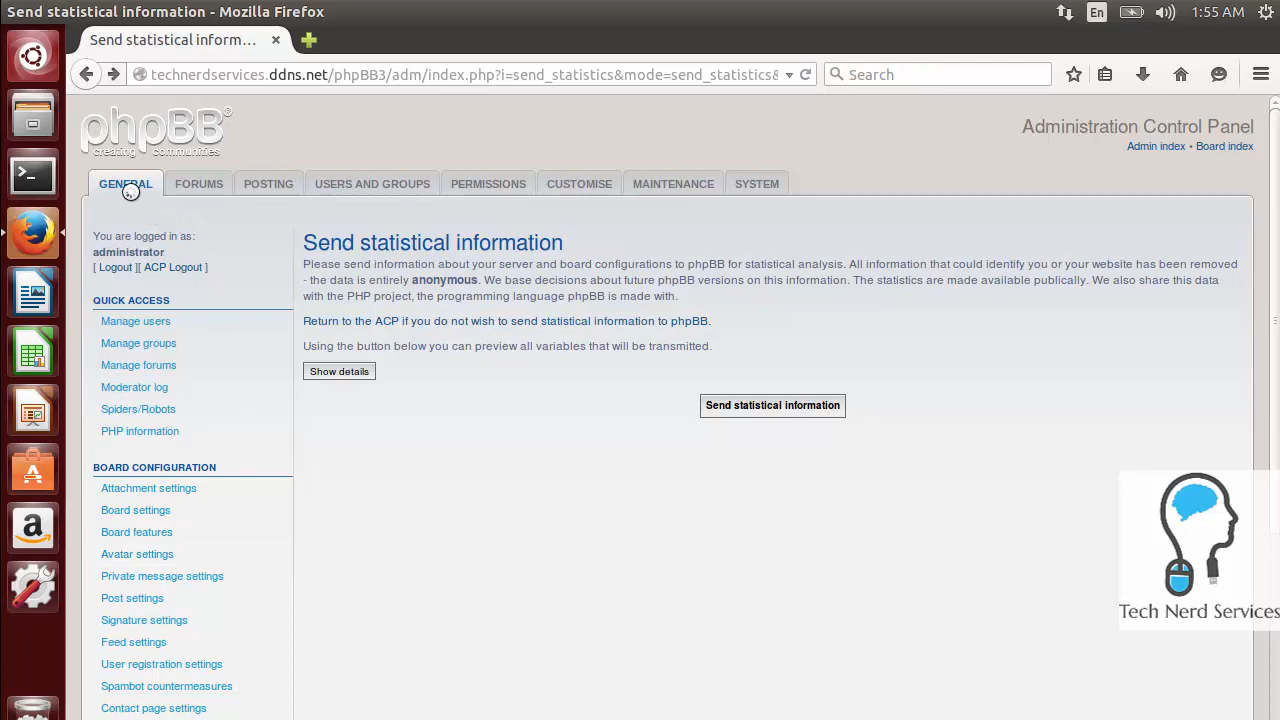 Send statistical information - Mozilla Firefox
En
1:55 AM
Send statistical inform...
technerdservices.ddns.net/phpBB3/adm/index.php?i=send_statistics&mode=send_statistics&
Search
phpBB®
creating communities
Administration Control Panel
Admin index • Board index
GENERAL FORUMS POSTING USERS AND GROUPS PERMISSIONS CUSTOMISE MAINTENANCE SYSTEM
You are logged in as:
administrator
[ Logout ][ ACP Logout ]
QUICK ACCESS
Manage users
Manage groups
Manage forums
Moderator log
Spiders/Robots
PHP information
BOARD CONFIGURATION
Attachment settings
Board settings
Board features
Avatar settings
Private message settings
Post settings
Signature settings
Feed settings
User registration settings
Spambot countermeasures
Contact page settings
Send statistical information
Please send information about your server and board configurations to phpBB for statistical analysis. All information that could identify you or your website has been removed
- the data is entirely anonymous. We base decisions about future phpBB versions on this information. The statistics are made available publically. We also share this data
with the PHP project, the programming language phpBB is made with.
Return to the ACP if you do not wish to send statistical information to phpBB.
Using the button below you can preview all variables that will be transmitted.
Show details
Send statistical information
Tech Nerd Services